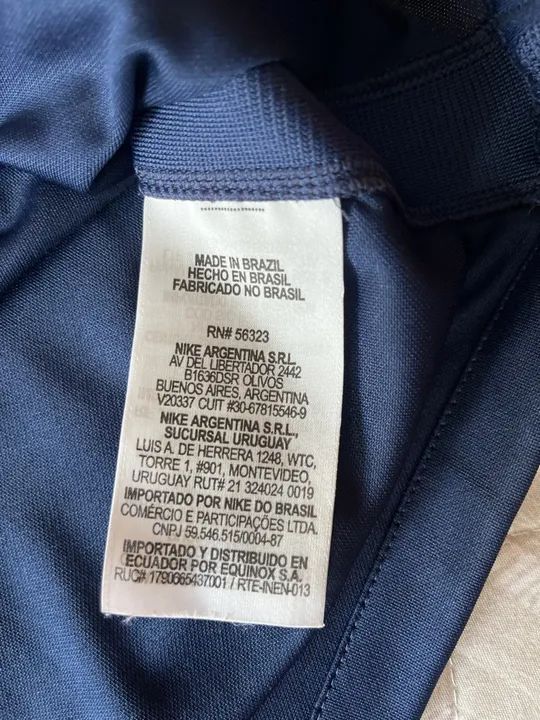 MADE IN BRAZIL
HECHO EN BRASIL
FABRICADO NO BRASIL
RN# 56323
NIKE ARGENTINA S.R.L.
AV DEL LIBERTADOR 2442
B1636DSR OLIVOS
BUENOS AIRES, ARGENTINA
V20337 CUIT #30-67815546-9
NIKE ARGENTINA S.R.L.,
SUCURSAL URUGUAY
LUIS A. DE HERRERA 1248, WTC,
TORRE 1, #901, MONTEVIDEO,
URUGUAY RUT# 21 324024 0019
IMPORTADO POR NIKE DO BRASIL
COMÉRCIO E PARTICIPAÇÕES LTDA.
CNPJ 59.546.515/0004-87
IMPORTADO Y DISTRIBUIDO EN
ECUADOR POR EQUINOX S.A.
RUC# 1790665437001 / RTE-INEN-013